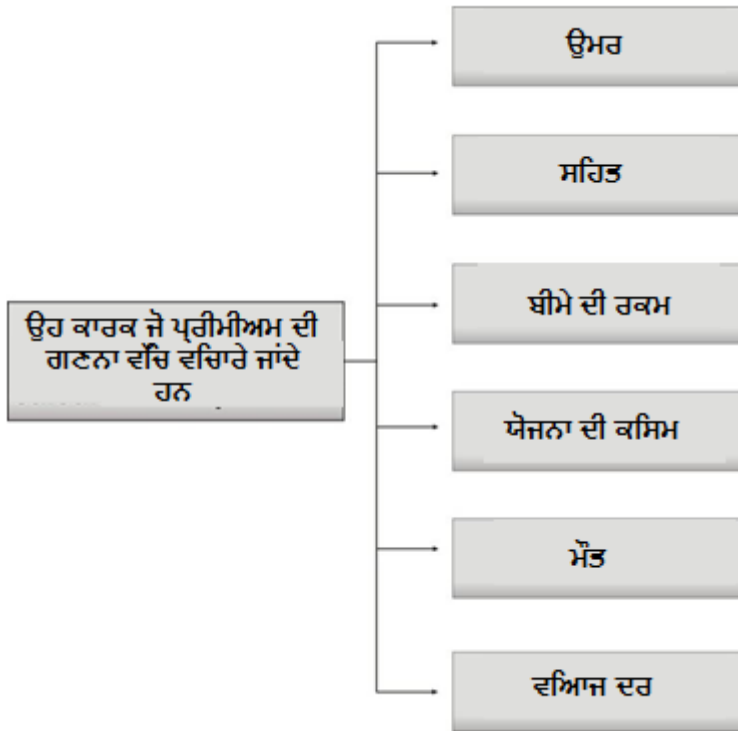 ਉਮਰ
ਸਹਿਤ
ਬੀਮੇ ਦੀ ਰਕਮ
ਉਹ ਕਾਰਕ ਜੋ ਪ੍ਰੀਮੀਅਮ ਦੀ
ਗਣਨਾ ਵਿੱਚ ਵਿਚਾਰੇ ਜਾਂਦੇ
ਹਨ
ਯੋਜਨਾ ਦੀ ਕਿਸਮ
ਮੌਤ
ਵਿਆਜ ਦਰ